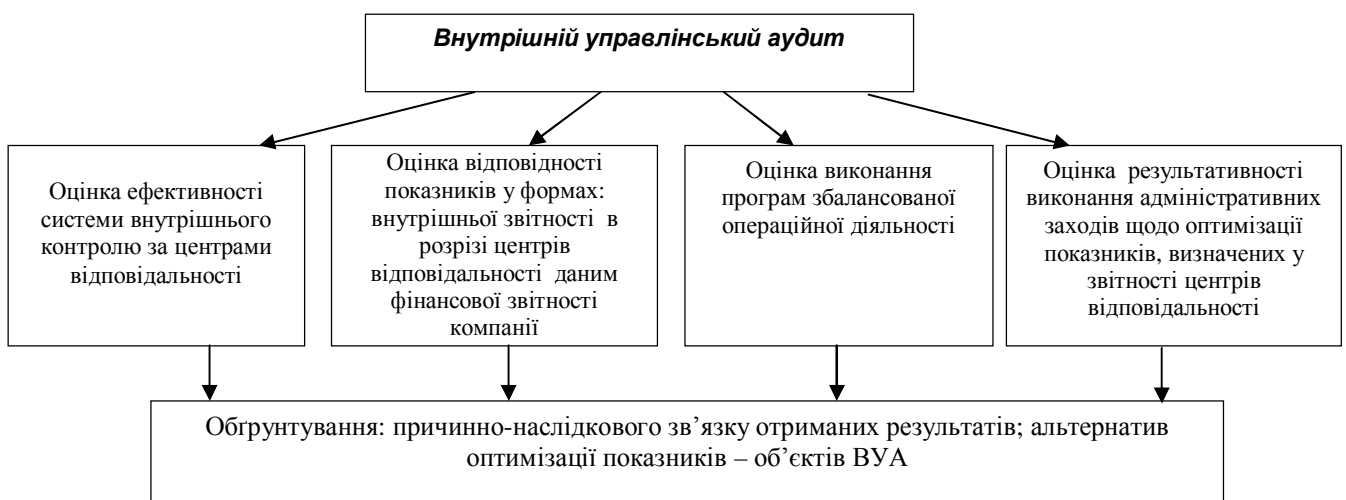 Внутрішній управлінський аудит
Оцінка ефективності
системи внутрішнього
контролю за центрами
відповідальності
Оцінка відповідності
показників у формах:
внутрішньої звітності в
розрізі центрів
відповідальності даним
фінансової звітності
компанії
Оцінка виконання
програм збалансованої
операційної діяльності
Оцінка результативності
виконання адміністративних
заходів щодо оптимізації
показників, визначених у
звітності центрів
відповідальності
Обґрунтування: причинно-наслідкового зв’язку отриманих результатів; альтернатив
оптимізації показників – об’єктів ВУА